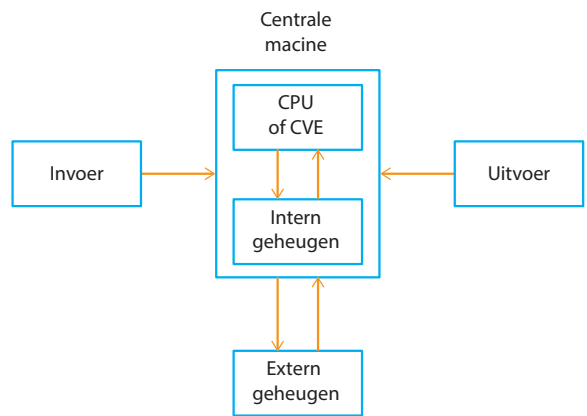 Centrale
macine
CPU
of CVE
Invoer
Uitvoer
Intern
geheugen
Extern
geheugen